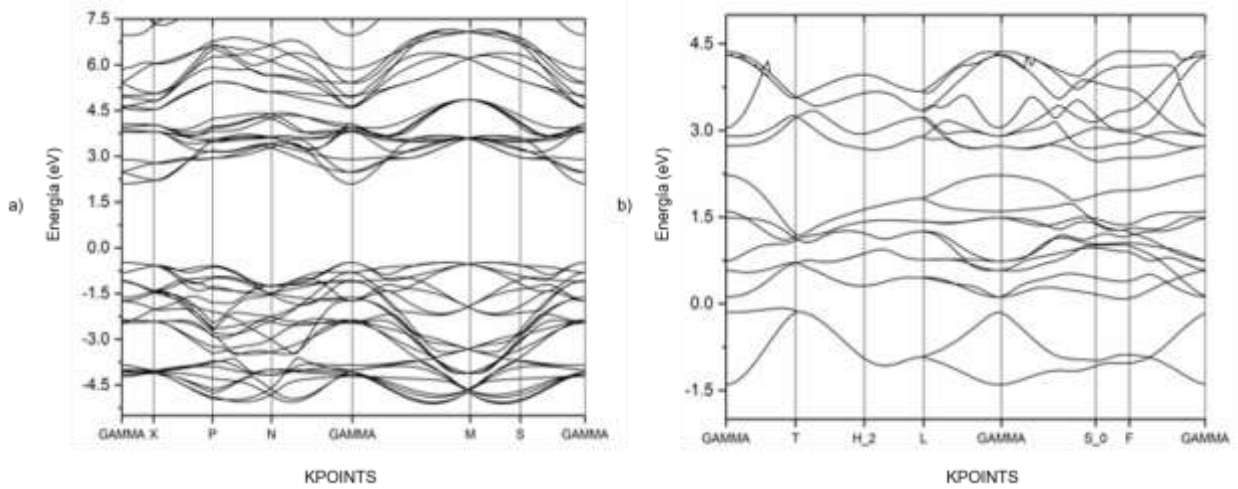 a)
Energía (eV)
7.5
6.0
4.5
3.0
1.5
0.0
-1.5
-3.0
-4.5
GAMMA X P N GAMMA M S GAMMA
KPOINTS
b)
Energía (eV)
4.5
3.0
1.5
0.0
-1.5
GAMMA T H_2 L GAMMA S_0 F GAMMA
KPOINTS